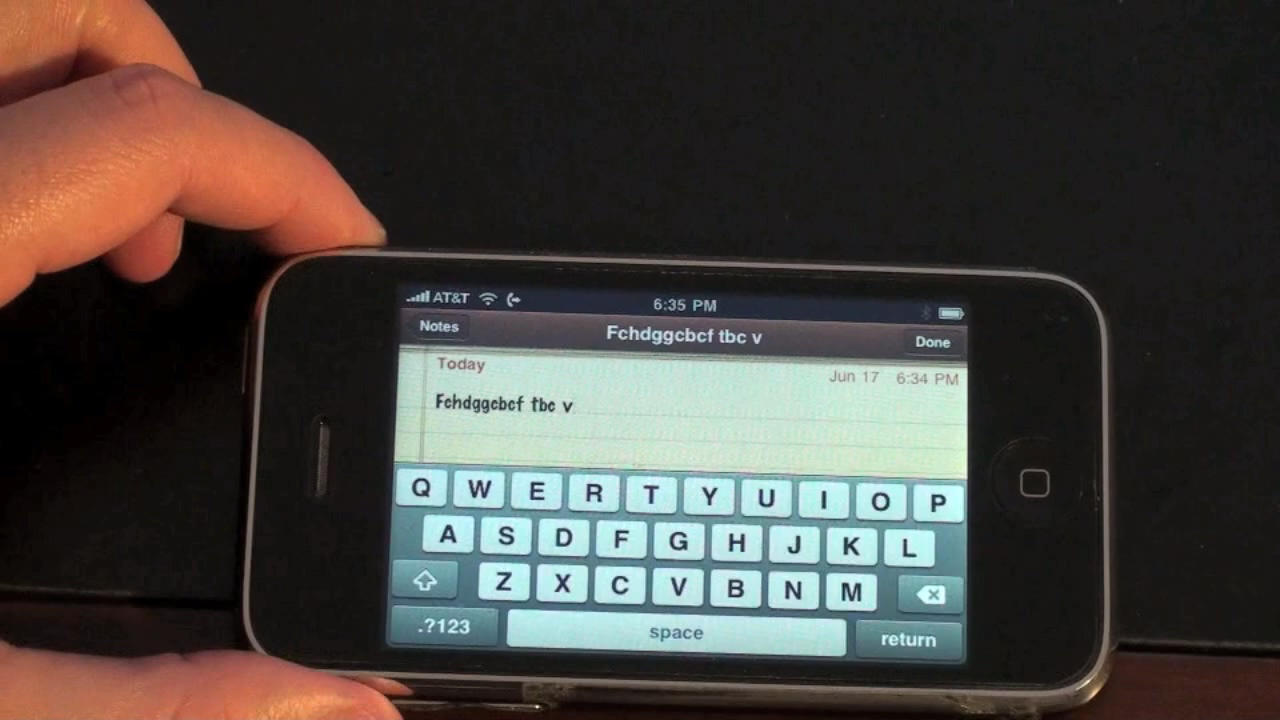 AT&T 6:35 PM
Notes Fchdggcbcf tbc v Done
Today Jun 17 6:34 PM
Fchdggcbcf tbc v
Q W E R T Y U I O P
A S D F G H J K L
Z X C V B N M
.?123 space return